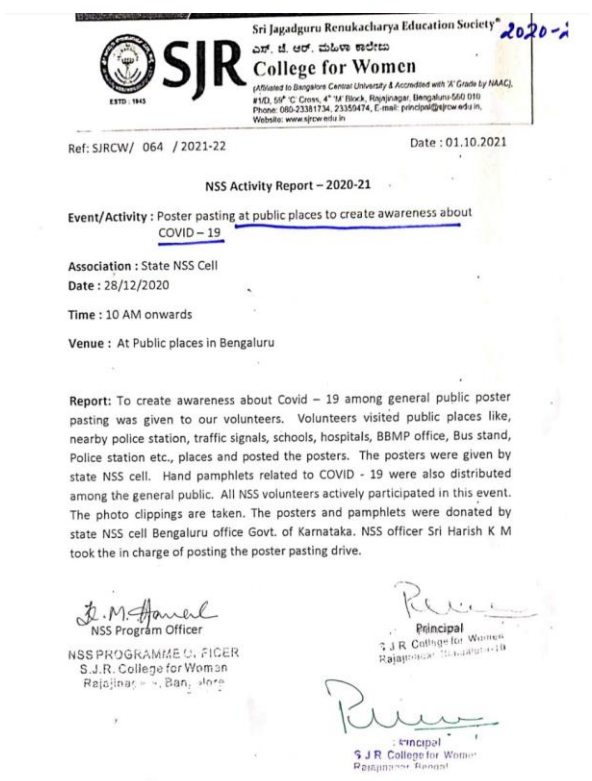 Sri Jagadguru Renukacharya Education Society®
2020-2
SJR
ಎಸ್. ಜೆ. ಆರ್. ಮಹಿಳಾ ಕಾಲೇಜು
College for Women
(Affiliated to Bangalore Central University & Accredited with 'A' Grade by NAAC),
#1/D, 59th 'C' Cross, 4th 'M' Block, Rajajinagar, Bengaluru-560 010
Phone: 080-23381734, 23359474, E-mail: principal@sjrcw.edu.in,
Website: www.sjrcw.edu.in
ESTD : 1943
Ref: SJRCW/ 064 / 2021-22
Date : 01.10.2021
NSS Activity Report – 2020-21
Event/Activity : Poster pasting at public places to create awareness about
COVID – 19
Association : State NSS Cell
Date : 28/12/2020
Time : 10 AM onwards
Venue : At Public places in Bengaluru
Report: To create awareness about Covid – 19 among general public poster
pasting was given to our volunteers. Volunteers visited public places like,
nearby police station, traffic signals, schools, hospitals, BBMP office, Bus stand,
Police station etc., places and posted the posters. The posters were given by
state NSS cell. Hand pamphlets related to COVID - 19 were also distributed
among the general public. All NSS volunteers actively participated in this event.
The photo clippings are taken. The posters and pamphlets were donated by
state NSS cell Bengaluru office Govt. of Karnataka. NSS officer Sri Harish K M
took the in charge of posting the poster pasting drive.
NSS Program Officer
NSS PROGRAMME
S.J.R. College for Woman
Principal
S J R College for Women
S J R College for Women